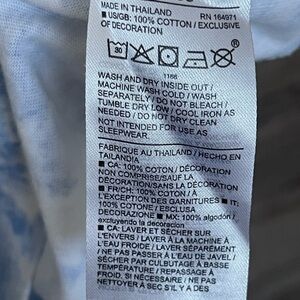 MADE IN THAILAND RN 164971
■ US/GB: 100% COTTON / EXCLUSIVE
OF DECORATION
30
1166
WASH AND DRY INSIDE OUT /
MACHINE WASH COLD / WASH
SEPARATELY / DO NOT BLEACH /
TUMBLE DRY LOW / COOL IRON AS
NEEDED / DO NOT DRY CLEAN
NOT INTENDED FOR USE AS
SLEEPWEAR.
FABRIQUÉ AU THAILAND / HECHO EN
TAILANDIA
■ CA: 100% COTON / DÉCORATION
NON COMPRISE/SAUF LA
DÉCORATION/SANS LA DÉCORATION
■ FR/CH: 100% COTON / À
L'EXCEPTION DES GARNITURES ■ IT:
100% COTONE / ESCLUSA
DECORAZIONE ■ MX: 100% algodón /
excluyendo la decoración
■ CA: LAVER ET SÉCHER SUR
L'ENVERS / LAVER À LA MACHINE À
L'EAU FROIDE / LAVER SÉPARÉMENT
/ NE PAS PASSER À L'EAU DE JAVEL /
SÉCHER PAR CULBUTAGE À BASSE
TEMPÉRATURE / REPASSAGE À
FROID, SI NÉCESSAIRE / NE PAS
NETTOYER À SEC